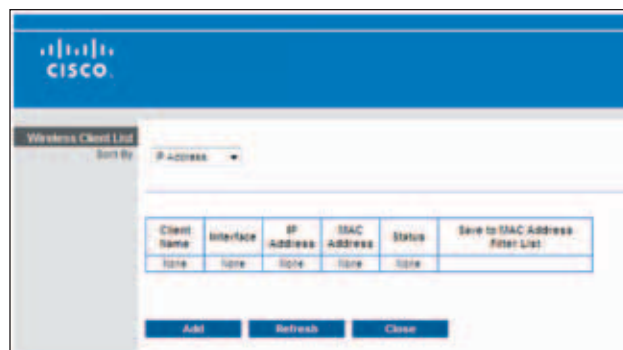 CISCO
Wireless Client List
Sort By
IP Address
Client Name Interface IP Address MAC Address Status Save to MAC Address Filter List
None None None None None
Add Refresh Close